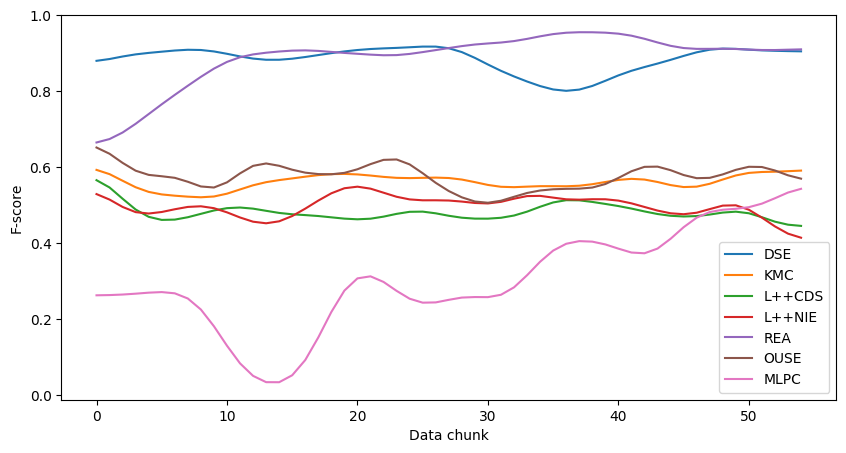 1.0
0.8
0.6
0.4
0.2
0.0
F-score
0 10 20 30 40 50
Data chunk
DSE
KMC
L++CDS
L++NIE
REA
OUSE
MLPC